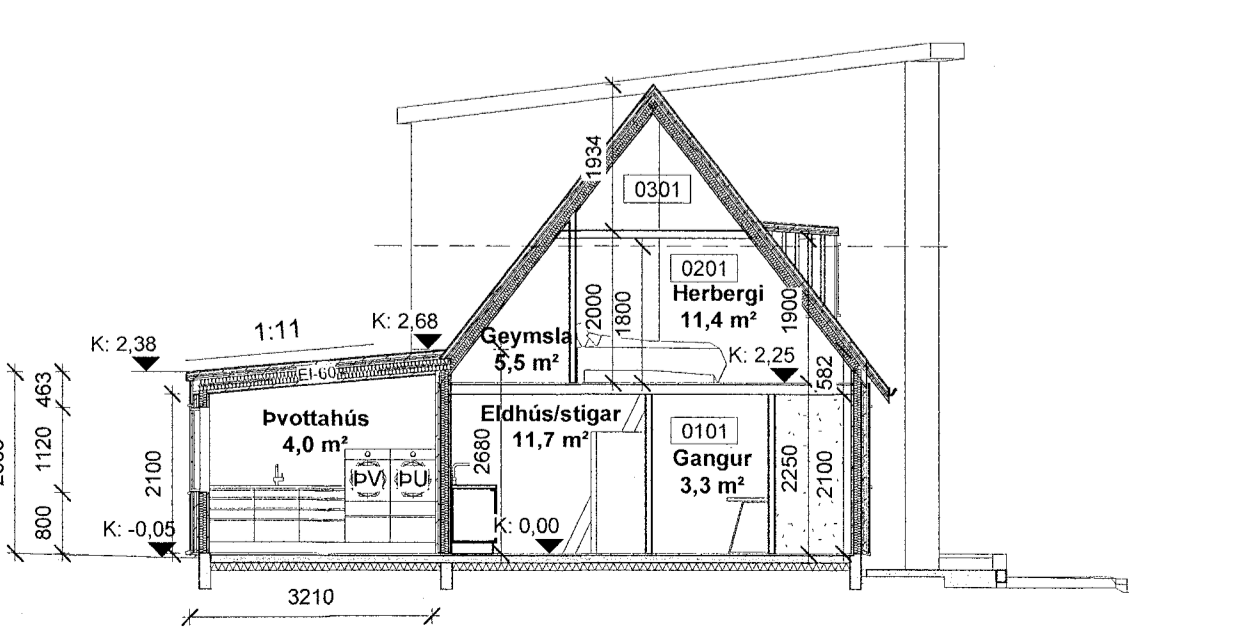 1934
0301
0201
Herbergi
11,4 m²
2000
1800
1900
K: 2,68
1:11
K: 2,38
Geymsla
5,5 m²
K: 2,25
582
EI-60
463
Þvottahús
4,0 m²
Eldhús/stigar
11,7 m²
0101
Gangur
3,3 m²
1120
2100
ÞV
ÞU
2680
2250
2100
800
K: -0,05
K: 0,00
3210